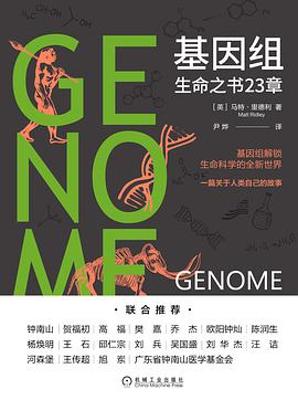 GENOME
基因组
生命之书23章
[英] 马特·里德利 著
Matt Ridley
尹烨 译
基因组解锁
生命科学的全新世界
一篇关于人类自己的故事
GENOME
联合推荐
钟南山|贺福初|高福|樊嘉|乔杰|欧阳钟灿|陈润生
杨焕明|王石|邱仁宗|刘兵|吴国盛|刘华杰|汪诘
河森堡|王传超|旭东|广东省钟南山医学基金会
机械工业出版社
China Machine Press